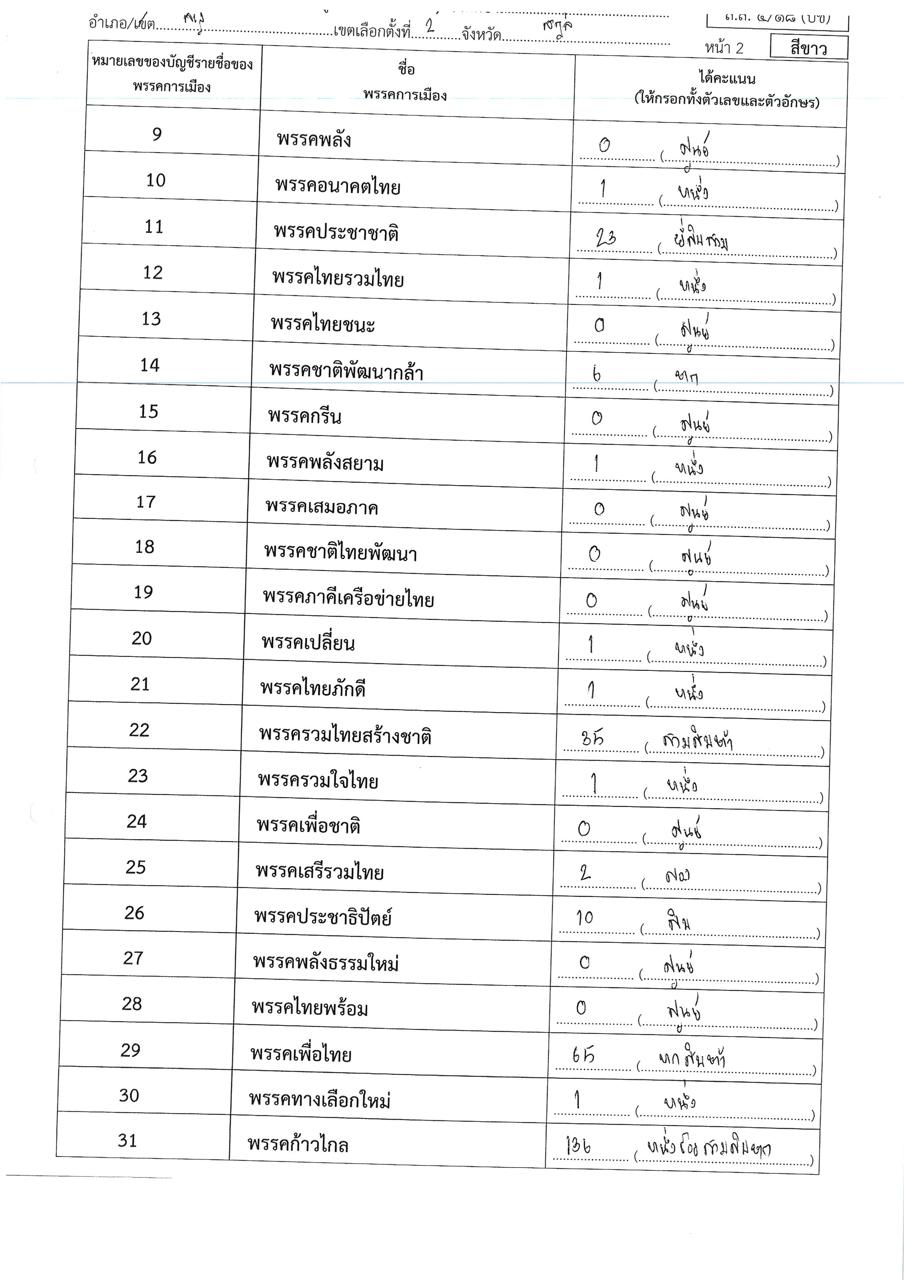 อำเภอ/เขต เขตเลือกตั้งที่ 2 จังหวัด
ส.ส. ๕/๑๘ (บช)
หน้า 2 สีขาว
หมายเลขของบัญชีรายชื่อของพรรคการเมือง ชื่อพรรคการเมือง ได้คะแนน (ให้กรอกทั้งตัวเลขและตัวอักษร)
9 พรรคพลัง 0 (ศูนย์)
10 พรรคอนาคตไทย 1 (หนึ่ง)
11 พรรคประชาชาติ 23 (ยี่สิบสาม)
12 พรรคไทยรวมไทย 1 (หนึ่ง)
13 พรรคไทยชนะ 0 (ศูนย์)
14 พรรคชาติพัฒนากล้า 6 (หก)
15 พรรคกรีน 0 (ศูนย์)
16 พรรคพลังสยาม 1 (หนึ่ง)
17 พรรคเสมอภาค 0 (ศูนย์)
18 พรรคชาติไทยพัฒนา 0 (ศูนย์)
19 พรรคภาคีเครือข่ายไทย 0 (ศูนย์)
20 พรรคเปลี่ยน 1 (หนึ่ง)
21 พรรคไทยภักดี 1 (หนึ่ง)
22 พรรครวมไทยสร้างชาติ 35 (สามสิบห้า)
23 พรรครวมใจไทย 1 (หนึ่ง)
24 พรรคเพื่อชาติ 0 (ศูนย์)
25 พรรคเสรีรวมไทย 2 (สอง)
26 พรรคประชาธิปัตย์ 10 (สิบ)
27 พรรคพลังธรรมใหม่ 0 (ศูนย์)
28 พรรคไทยพร้อม 0 (ศูนย์)
29 พรรคเพื่อไทย 65 (หกสิบห้า)
30 พรรคทางเลือกใหม่ 1 (หนึ่ง)
31 พรรคก้าวไกล 136 (หนึ่งร้อยสามสิบหก)